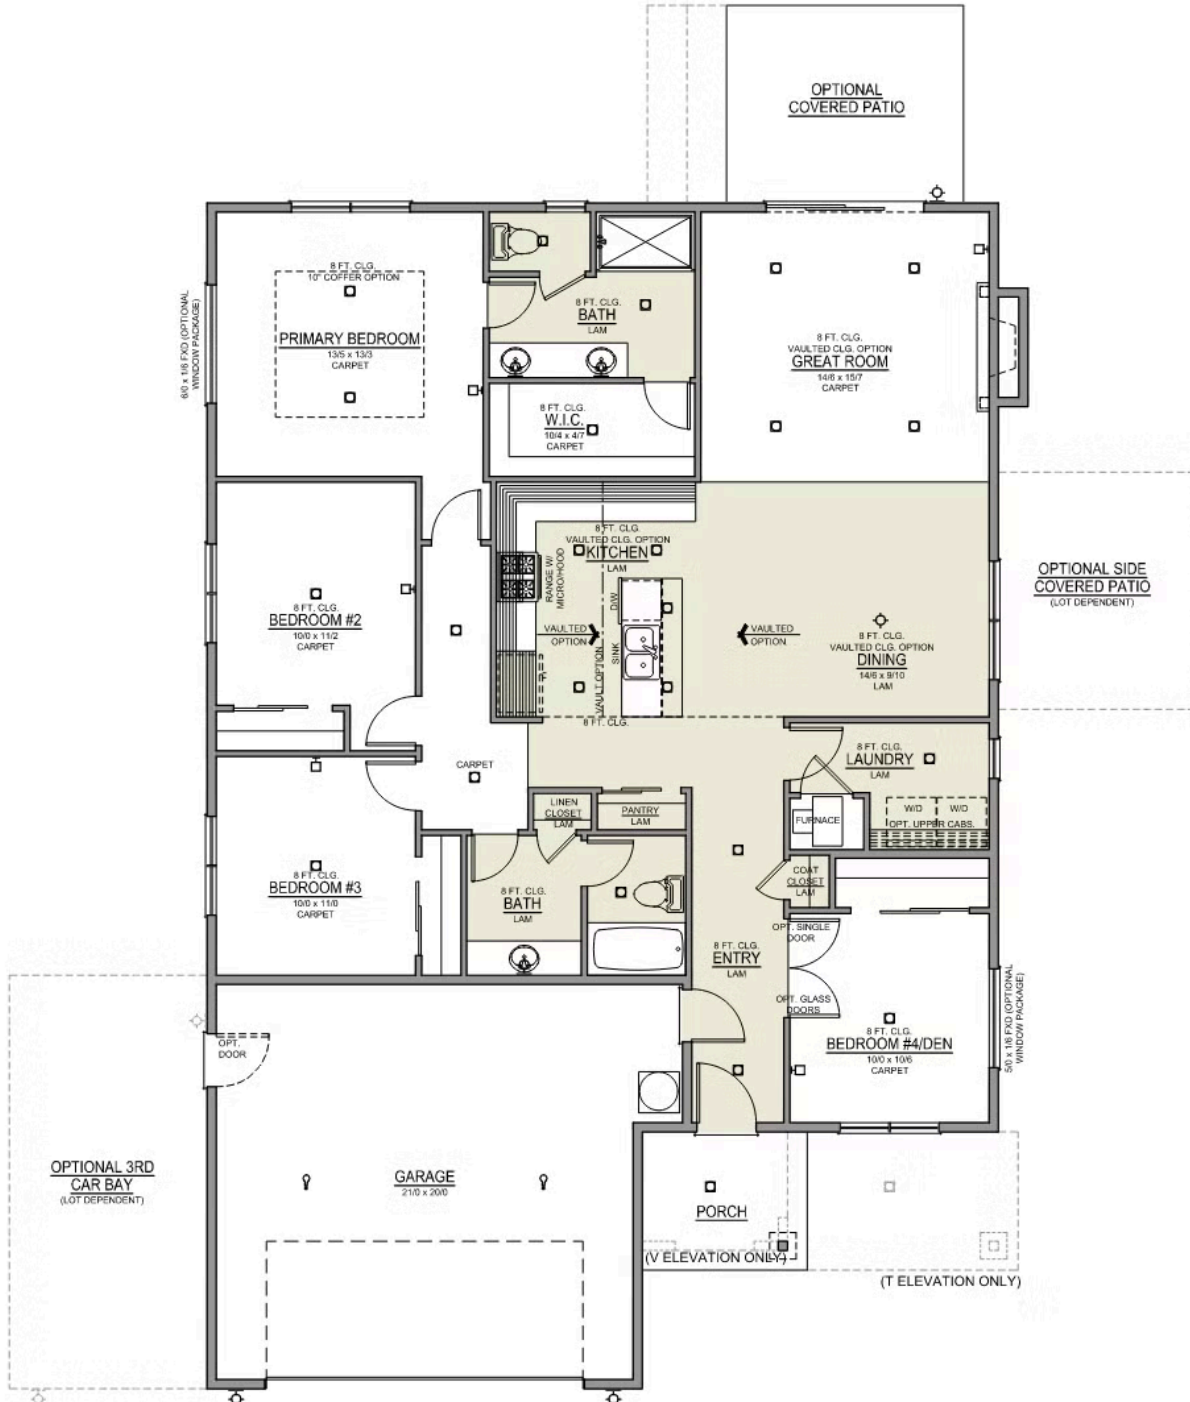 OPTIONAL
COVERED PATIO
8 FT. CLG.
10" COFFER OPTION
PRIMARY BEDROOM
13/5 x 13/3
CARPET
6/0 x 1/6 FXD (OPTIONAL
WINDOW PACKAGE)
8 FT. CLG.
BATH
LAM
8 FT. CLG.
VAULTED CLG. OPTION
GREAT ROOM
14/6 x 15/7
CARPET
8 FT. CLG.
W.I.C.
10/4 x 4/7
CARPET
8 FT. CLG.
VAULTED CLG. OPTION
KITCHEN
LAM
RANGE W/
MICRO/HOOD
D/W
SINK
VAULTED
OPTION
VAULT OPTION
VAULTED
OPTION
8 FT. CLG.
8 FT. CLG.
VAULTED CLG. OPTION
DINING
14/6 x 9/10
LAM
OPTIONAL SIDE
COVERED PATIO
(LOT DEPENDENT)
8 FT. CLG.
BEDROOM #2
10/0 x 11/2
CARPET
CARPET
8 FT. CLG.
LAUNDRY
LAM
W/D
W/D
OPT. UPPER CABS.
FURNACE
LINEN
CLOSET
LAM
PANTRY
LAM
8 FT. CLG.
BEDROOM #3
10/0 x 11/0
CARPET
8 FT. CLG.
BATH
LAM
COAT
CLOSET
LAM
8 FT. CLG.
ENTRY
LAM
OPT. SINGLE
DOOR
OPT. GLASS
DOORS
8 FT. CLG.
BEDROOM #4/DEN
10/0 x 10/6
CARPET
5/0 x 1/6 FXD (OPTIONAL
WINDOW PACKAGE)
OPT.
DOOR
OPTIONAL 3RD
CAR BAY
(LOT DEPENDENT)
GARAGE
21/0 x 20/0
PORCH
(V ELEVATION ONLY)
(T ELEVATION ONLY)